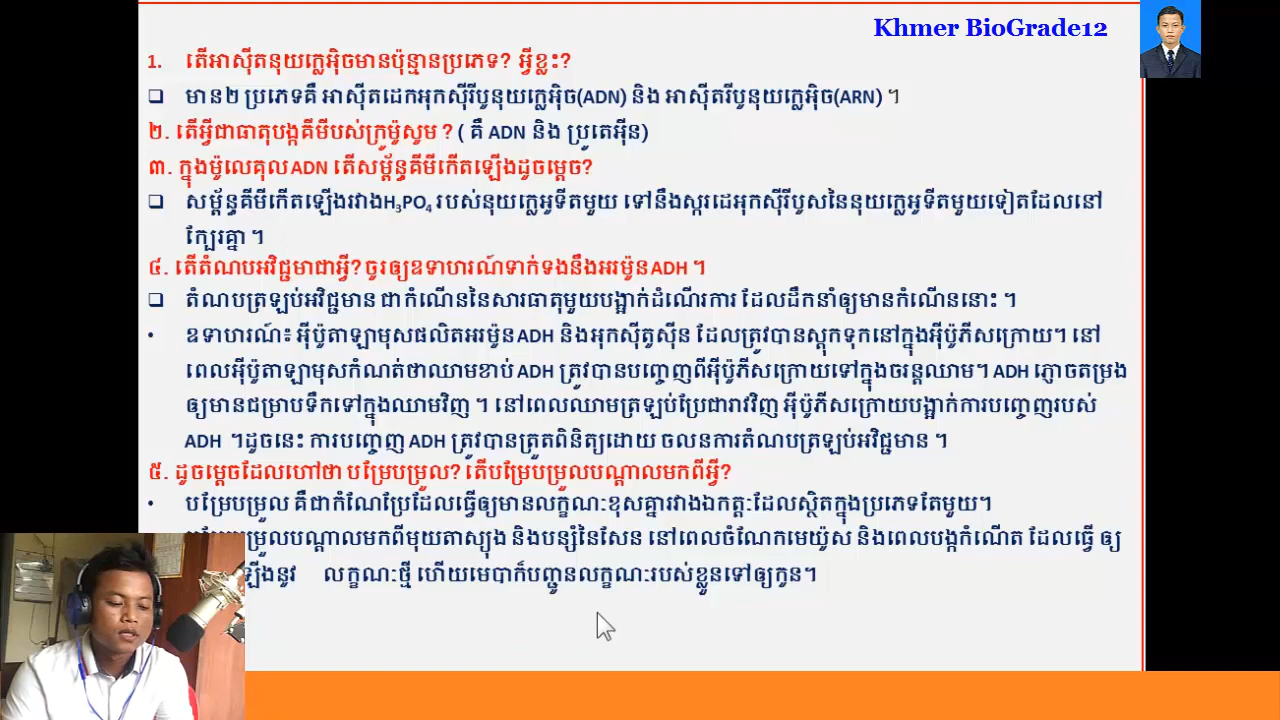 Khmer BioGrade12
1. តើអាស៊ីតនុយក្លេអ៊ិចមានប៉ុន្មានប្រភេទ? អ្វីខ្លះ?
មាន២ ប្រភេទគឺ អាស៊ីតដេកអុកស៊ីរីបូនុយក្លេអ៊ិច(ADN) និង អាស៊ីតរីបូនុយក្លេអ៊ិច(ARN) ។
២. តើអ្វីជាធាតុបង្កគីមីបស់ក្រូម៉ូសូម ? ( គឺ ADN និង ប្រូតេអ៊ីន)
៣. ក្នុងម៉ូលេគុល ADN តើសម្ព័ន្ធគីមីកើតឡើងដូចម្តេច?
សម្ព័ន្ធគីមីកើតឡើងរវាងH3PO4 របស់នុយក្លេអូទីតមួយ ទៅនឹងស្ករដេអុកស៊ីរីបូសនៃនុយក្លេអូទីតមួយទៀតដែលនៅ
ក្បែរគ្នា ។
៤. តើតំណបអវិជ្ជមាជាអ្វី? ចូរឲ្យឧទាហរណ៍ទាក់ទងនឹងអរម៉ូន ADH ។
តំណបត្រឡប់អវិជ្ជមាន ជាកំណើននៃសារធាតុមួយបង្អាក់ដំណើរការ ដែលដឹកនាំឲ្យមានកំណើននោះ ។
ឧទាហរណ៍៖ អ៊ីប៉ូតាឡាមុសផលិតអរម៉ូន ADH និងអុកស៊ីតូស៊ីន ដែលត្រូវបានស្តុកទុកនៅក្នុងអ៊ីប៉ូភីសក្រោយ។ នៅ
ពេលអ៊ីប៉ូតាឡាមុសកំណត់ថាឈាមខាប់ ADH ត្រូវបានបញ្ចេញពីអ៊ីប៉ូភីសក្រោយទៅក្នុងចរន្តឈាម។ ADH ភ្ញោចតម្រង
ឲ្យមានជម្រាបទឹកទៅក្នុងឈាមវិញ ។ នៅពេលឈាមត្រឡប់ប្រែជារាវវិញ អ៊ីប៉ូភីសក្រោយបង្អាក់ការបញ្ចេញរបស់
ADH ។ដូចនេះ ការបញ្ចេញ ADH ត្រូវបានត្រួតពិនិត្យដោយ ចលនការតំណបត្រឡប់អវិជ្ជមាន ។
៥. ដូចម្តេចដែលហៅថា បម្រែបម្រួល? តើបម្រែបម្រួលបណ្តាលមកពីអ្វី?
បម្រែបម្រួល គឺជាកំណែប្រែដែលធ្វើឲ្យមានលក្ខណៈខុសគ្នារវាងឯកត្តៈដែលស្ថិតក្នុងប្រភេទតែមួយ។
ម្រួលបណ្តាលមកពីមុយតាស្យុង និងបន្សំនៃសែន នៅពេលចំណែកមេយ៉ូស និងពេលបង្កកំណើត ដែលធ្វើ ឲ្យ
ឡើងនូវ លក្ខណៈថ្មី ហើយមេបាក៏បញ្ជូនលក្ខណៈរបស់ខ្លួនទៅឲ្យកូន។